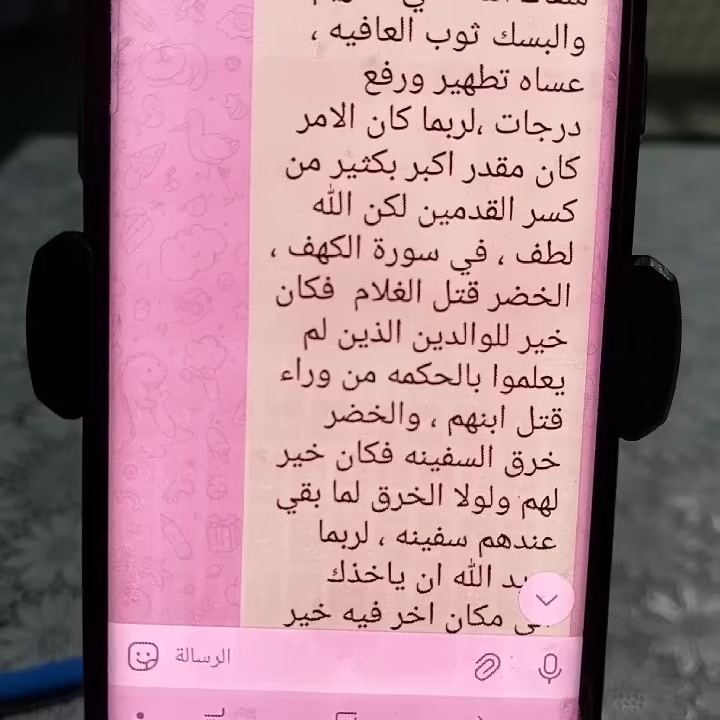 والبسك ثوب العافيه ،
عساه تطهير ورفع
درجات ،لربما كان الامر
كان مقدر اكبر بكثير من
كسر القدمين لكن الله
لطف ، في سورة الكهف ،
الخضر قتل الغلام فكان
خير للوالدين الذين لم
يعلموا بالحكمه من وراء
قتل ابنهم ، والخضر
خرق السفينه فكان خير
لهم ولولا الخرق لما بقي
عندهم سفينه ، لربما
الله ان ياخذك
مكان اخر فيه خير
الرسالة